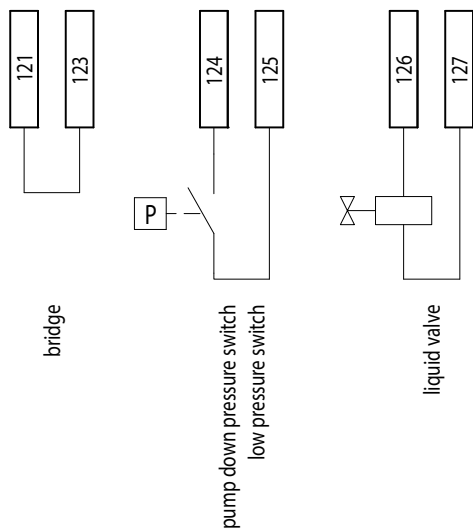 121
123
124
125
126
127
P
bridge
pump down pressure switch
low pressure switch
liquid valve